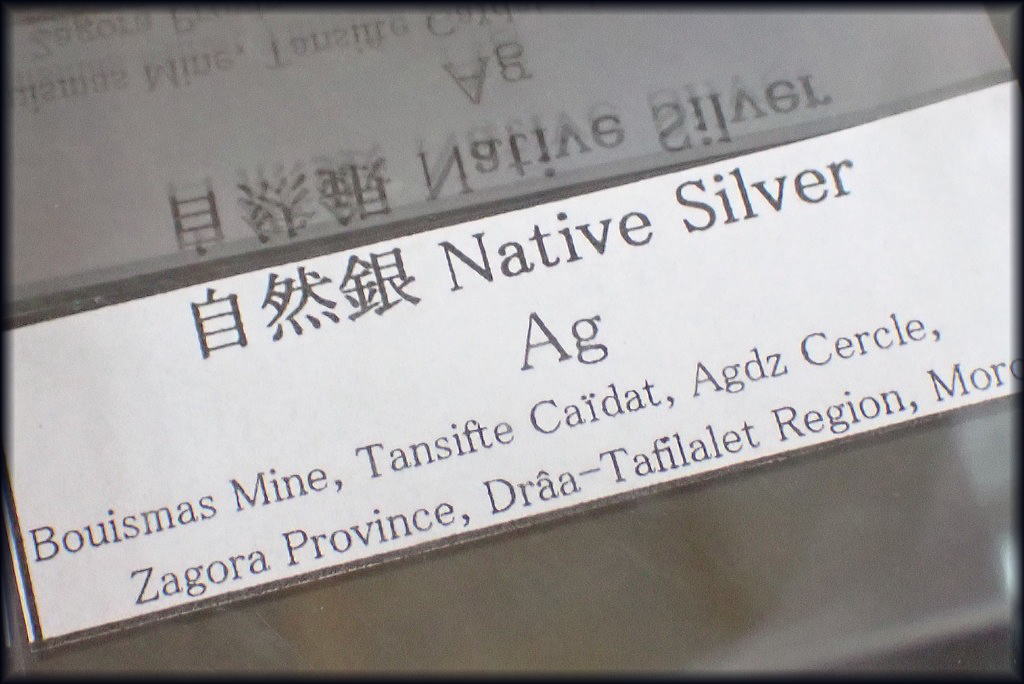 自然銀 Native Silver
Ag
Bouismas Mine, Tansifte Caïdat, Agdz Cercle,
Zagora Province, Drâa-Tafilalet Region,